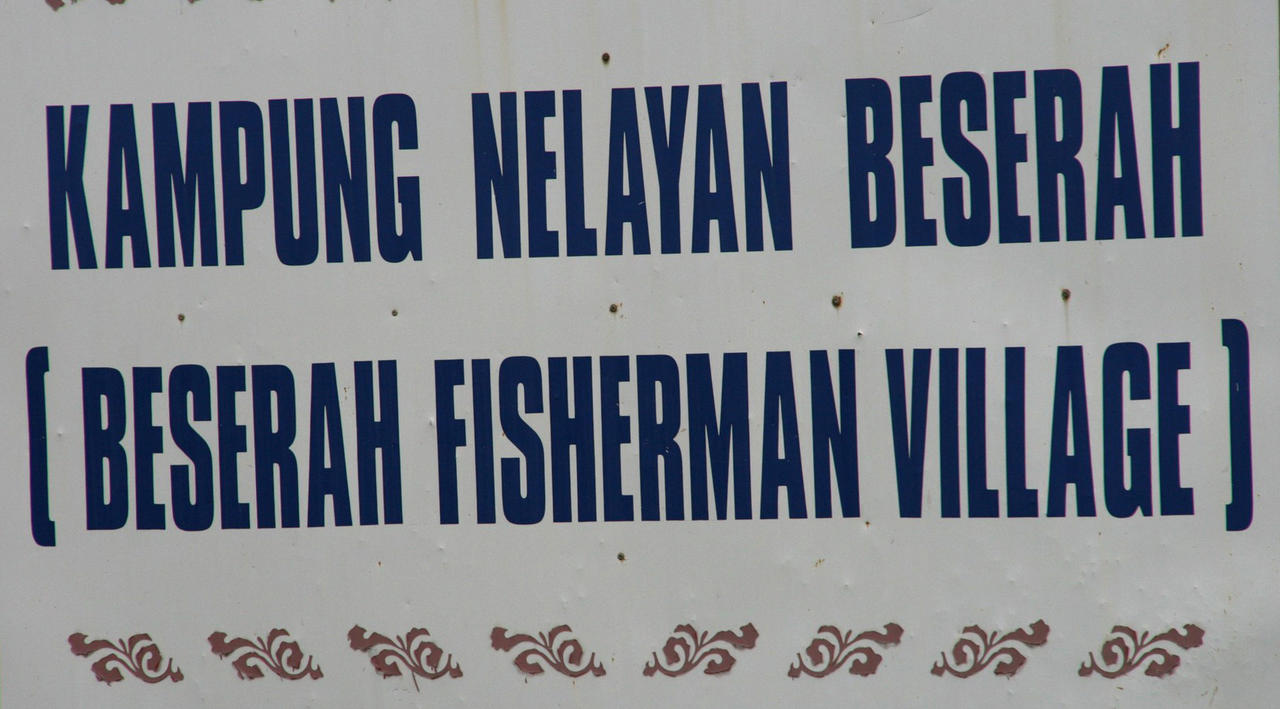 KAMPUNG NELAYAN BESERAH
( BESERAH FISHERMAN VILLAGE )